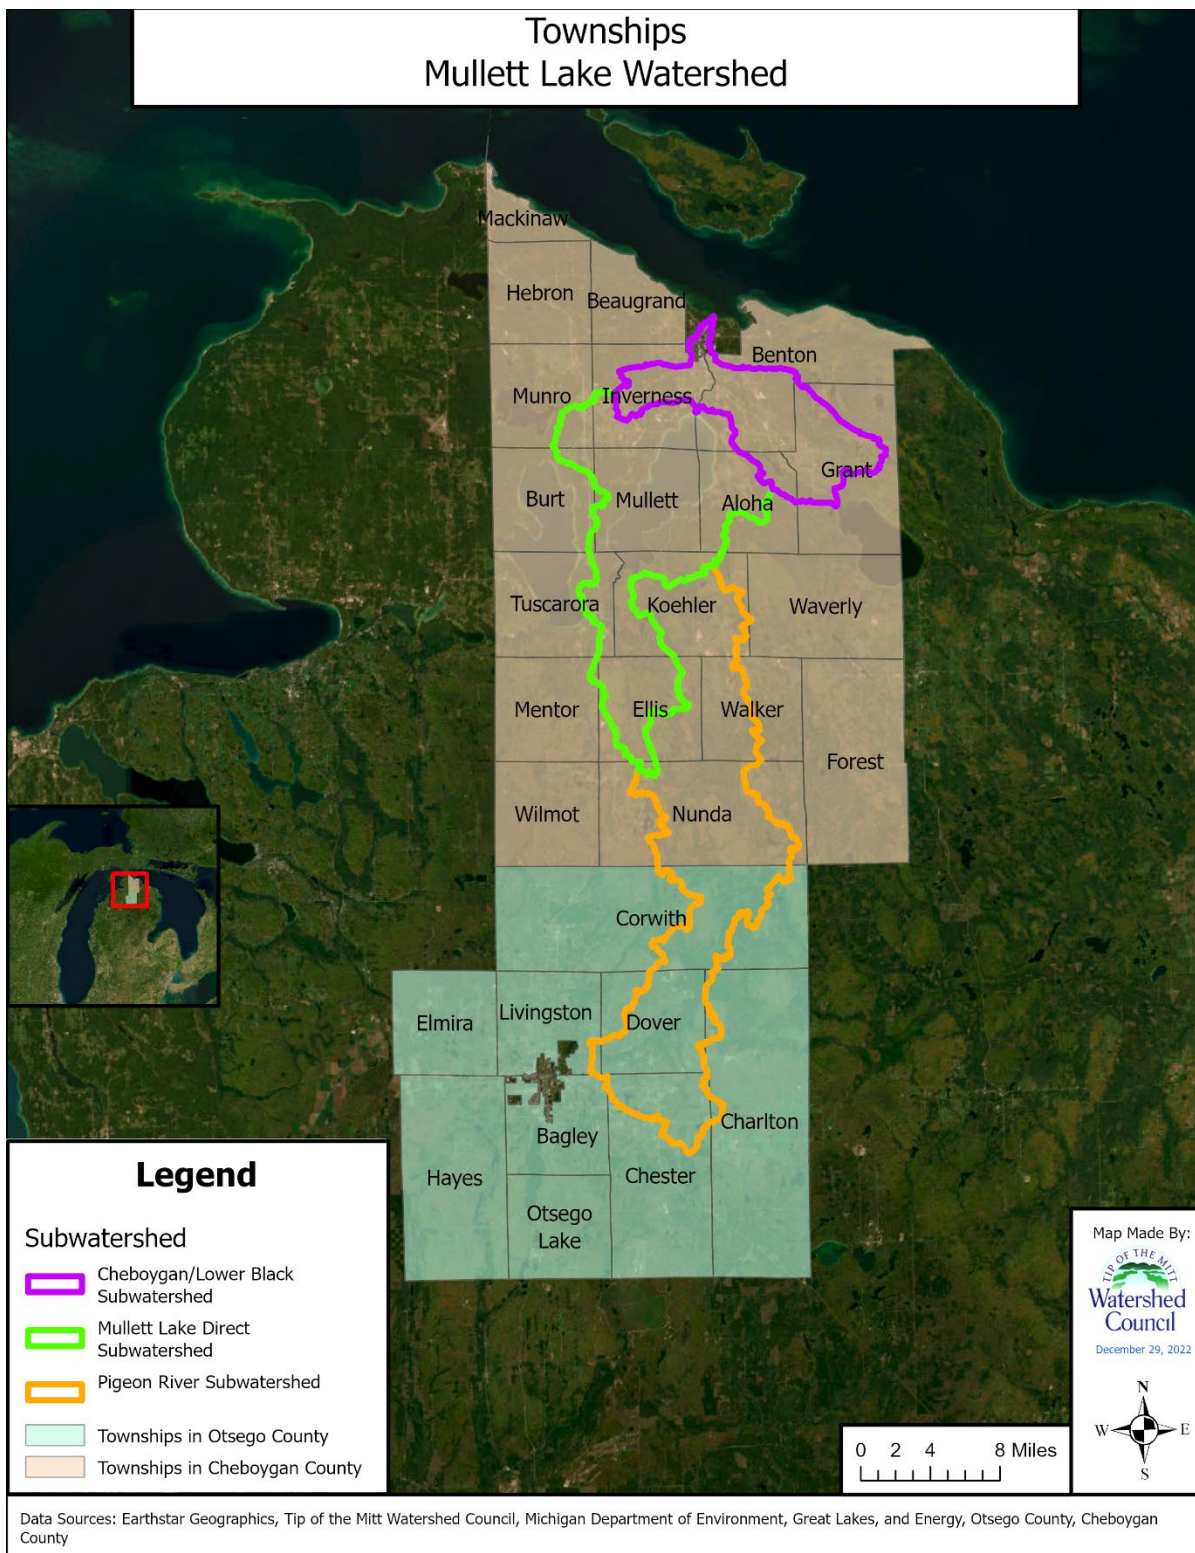 Townships
Mullett Lake Watershed
Mackinaw
Hebron
Beaugrand
Benton
Munro
Inverness
Grant
Burt
Mullett
Aloha
Tuscarora
Koehler
Waverly
Mentor
Ellis
Walker
Forest
Wilmot
Nunda
Corwith
Livingston
Elmira
Dover
Charlton
Bagley
Hayes
Chester
Otsego
Lake
Legend
Subwatershed
Cheboygan/Lower Black
Subwatershed
Mullett Lake Direct
Subwatershed
Pigeon River Subwatershed
Townships in Otsego County
Townships in Cheboygan County
0 2 4 8 Miles
Map Made By:
TIP OF THE MITT
Watershed
Council
December 29, 2022
N
W E
S
Data Sources: Earthstar Geographics, Tip of the Mitt Watershed Council, Michigan Department of Environment, Great Lakes, and Energy, Otsego County, Cheboygan
County